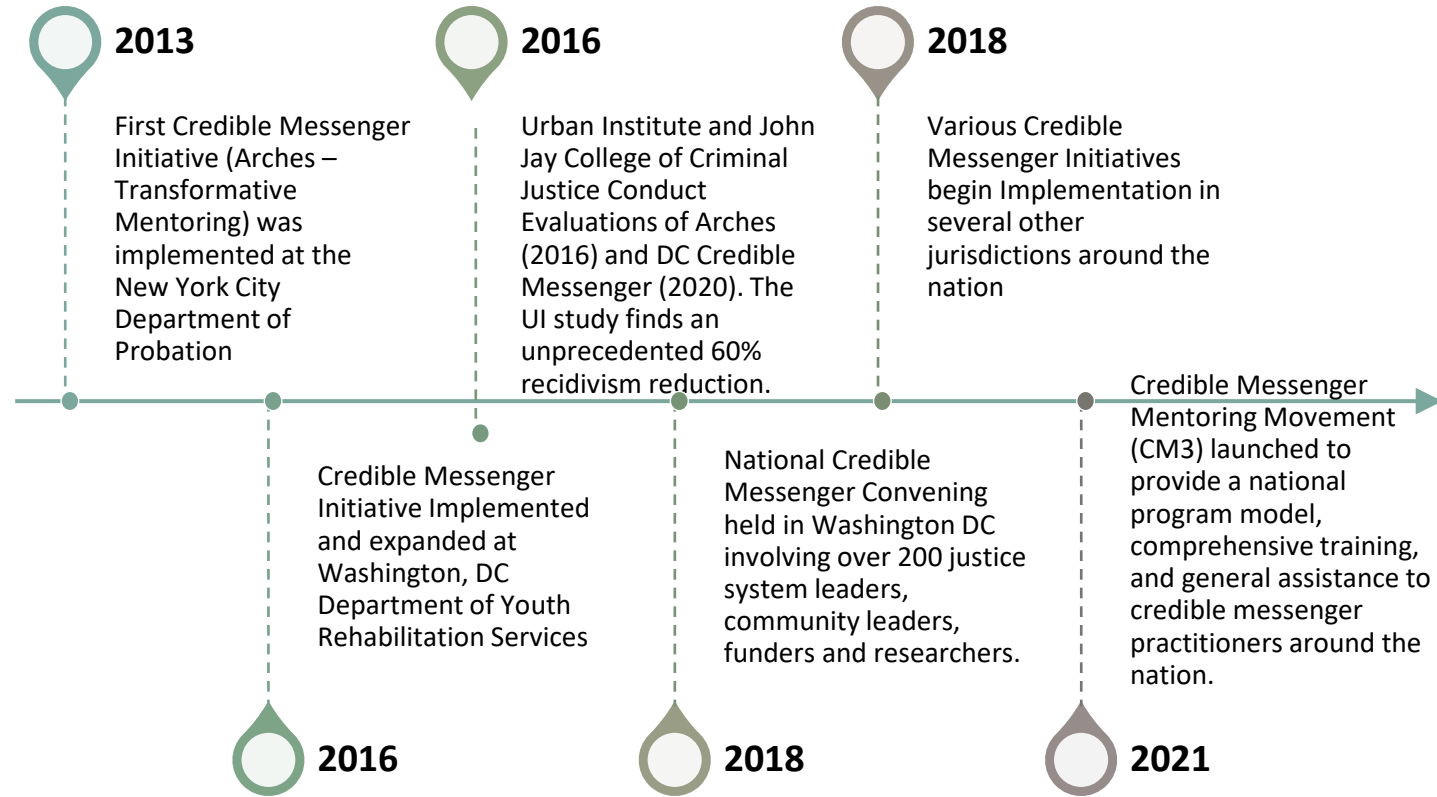 2013
First Credible Messenger
Initiative (Arches –
Transformative
Mentoring) was
implemented at the
New York City
Department of
Probation
2016
Credible Messenger
Initiative Implemented
and expanded at
Washington, DC
Department of Youth
Rehabilitation Services
2016
Urban Institute and John
Jay College of Criminal
Justice Conduct
Evaluations of Arches
(2016) and DC Credible
Messenger (2020). The
UI study finds an
unprecedented 60%
recidivism reduction.
2018
National Credible
Messenger Convening
held in Washington DC
involving over 200 justice
system leaders,
community leaders,
funders and researchers.
2018
Various Credible
Messenger Initiatives
begin Implementation in
several other
jurisdictions around the
nation
2021
Credible Messenger
Mentoring Movement
(CM3) launched to
provide a national
program model,
comprehensive training,
and general assistance to
credible messenger
practitioners around the
nation.